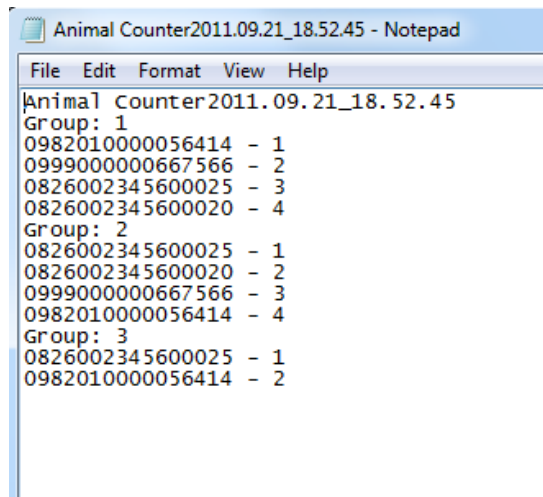 Animal Counter2011.09.21_18.52.45 - Notepad
File Edit Format View Help
Animal Counter2011.09.21_18.52.45
Group: 1
0982010000056414 - 1
0999000000667566 - 2
0826002345600025 - 3
0826002345600020 - 4
Group: 2
0826002345600025 - 1
0826002345600020 - 2
0999000000667566 - 3
0982010000056414 - 4
Group: 3
0826002345600025 - 1
0982010000056414 - 2